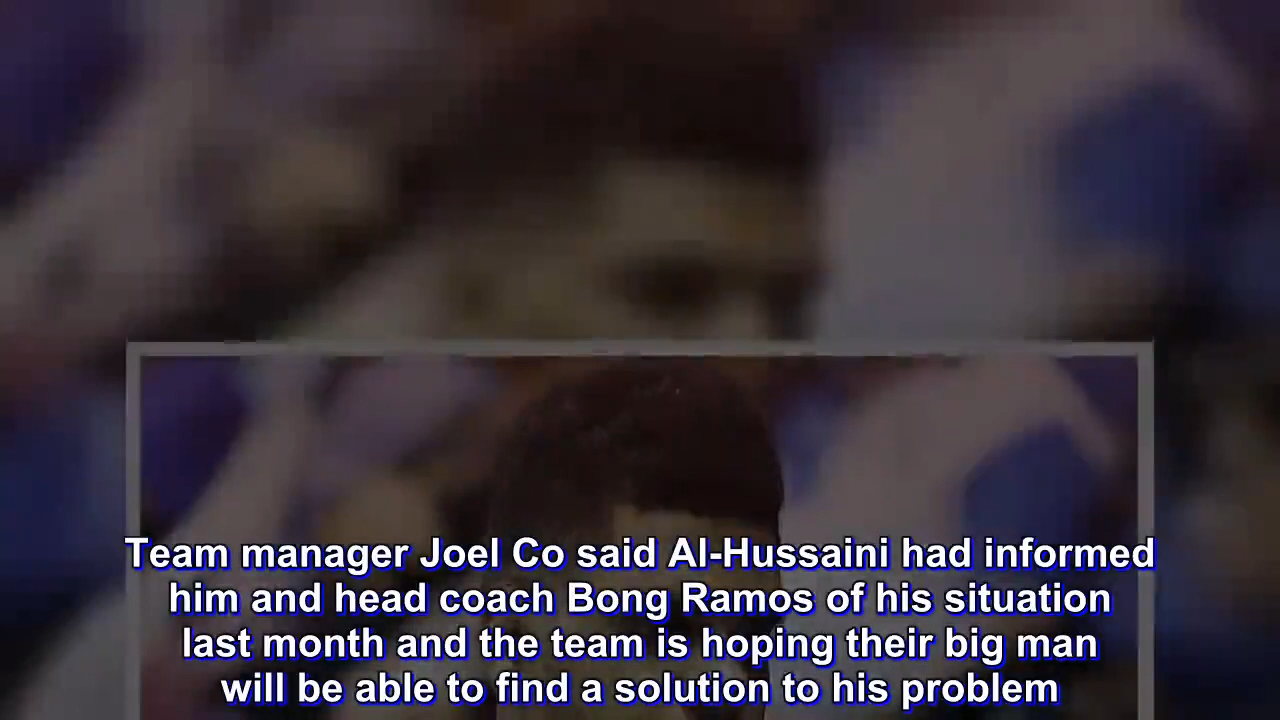 Team manager Joel Co said Al-Hussaini had informed
him and head coach Bong Ramos of his situation
last month and the team is hoping their big man
will be able to find a solution to his problem